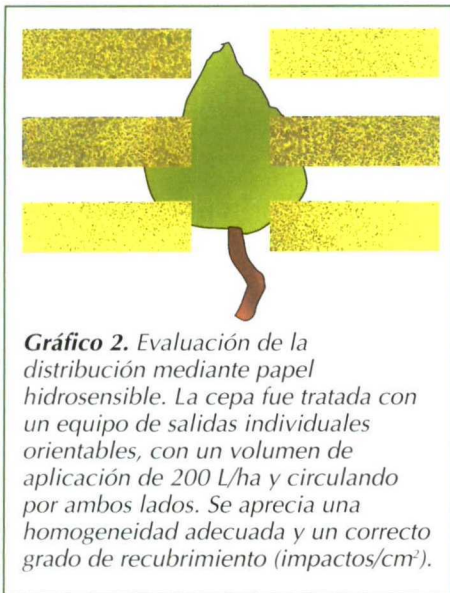 Gráfico 2. Evaluación de la
distribución mediante papel
hidrosensible. La cepa fue tratada con
un equipo de salidas individuales
orientables, con un volumen de
aplicación de 200 L/ha y circulando
por ambos lados. Se aprecia una
homogeneidad adecuada y un correcto
grado de recubrimiento (impactos/cm²).